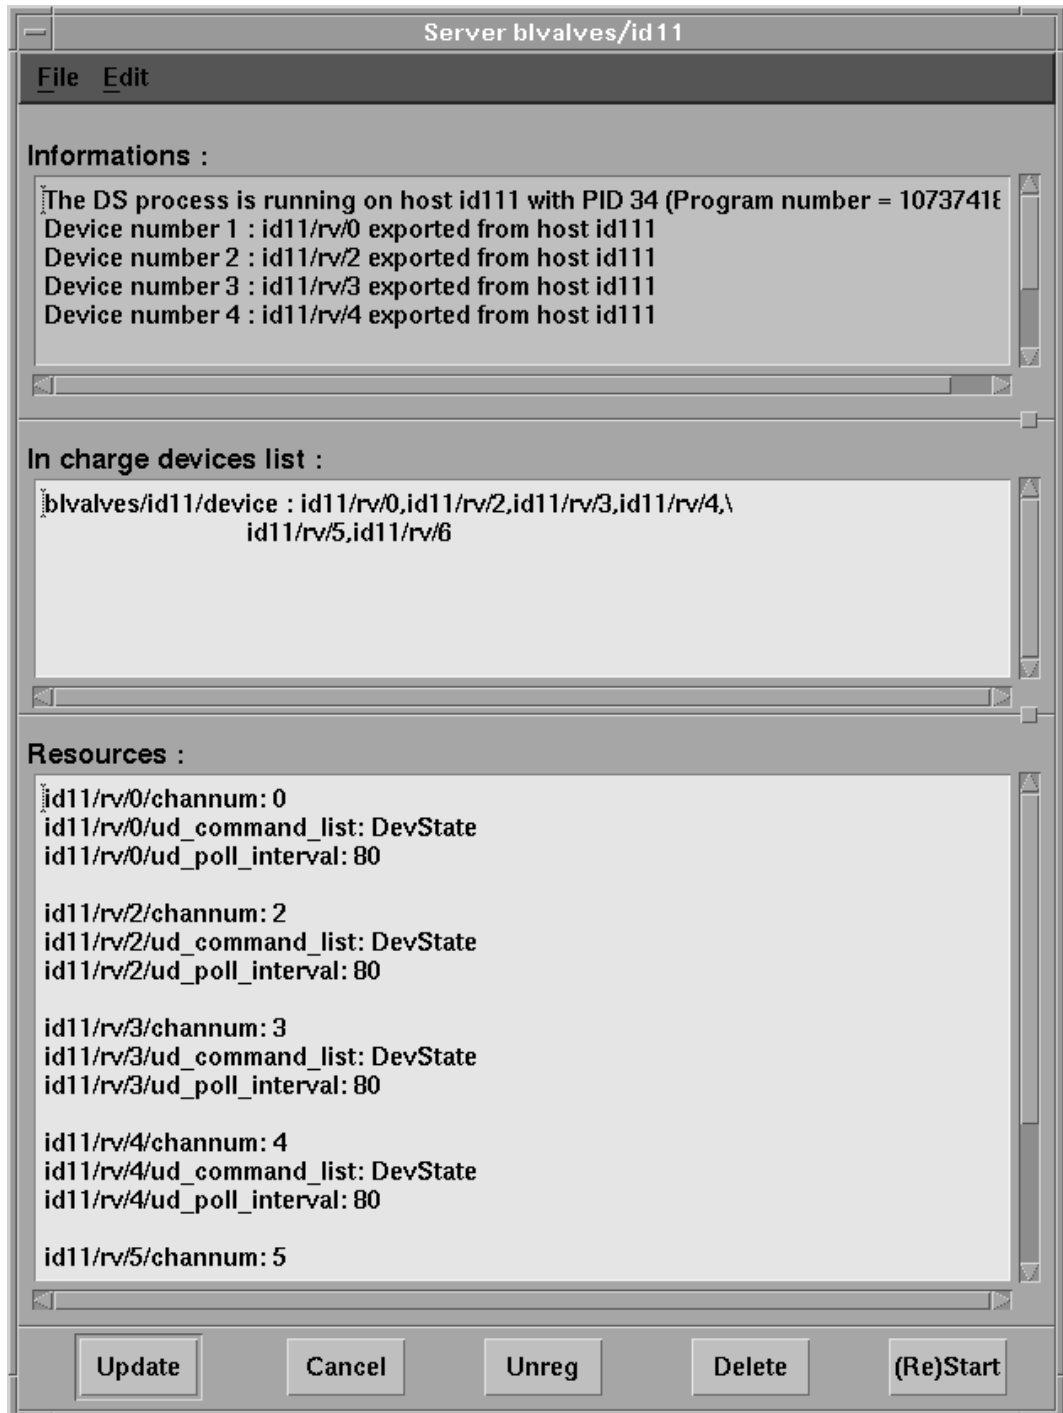 Server blvalves/id11
File Edit
Informations :
The DS process is running on host id111 with PID 34 (Program number = 10737418
Device number 1 : id11/rv/0 exported from host id111
Device number 2 : id11/rv/2 exported from host id111
Device number 3 : id11/rv/3 exported from host id111
Device number 4 : id11/rv/4 exported from host id111
In charge devices list :
blvalves/id11/device : id11/rv/0,id11/rv/2,id11/rv/3,id11/rv/4,\
id11/rv/5,id11/rv/6
Resources :
id11/rv/0/channum: 0
id11/rv/0/ud_command_list: DevState
id11/rv/0/ud_poll_interval: 80
id11/rv/2/channum: 2
id11/rv/2/ud_command_list: DevState
id11/rv/2/ud_poll_interval: 80
id11/rv/3/channum: 3
id11/rv/3/ud_command_list: DevState
id11/rv/3/ud_poll_interval: 80
id11/rv/4/channum: 4
id11/rv/4/ud_command_list: DevState
id11/rv/4/ud_poll_interval: 80
id11/rv/5/channum: 5
Update Cancel Unreg Delete (Re)Start